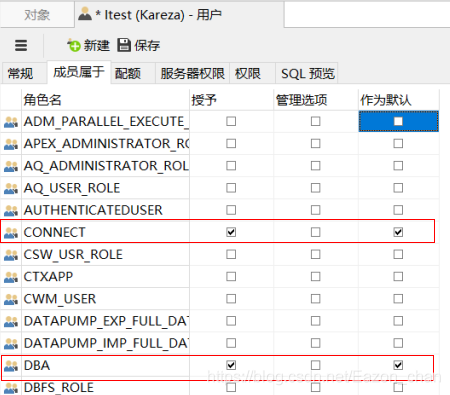 对象
* Itest (Kareza) - 用户
新建 保存
常规 成员属于 配额 服务器权限 权限 SQL 预览
角色名 授予 管理选项 作为默认
ADM_PARALLEL_EXECUTE_
APEX_ADMINISTRATOR_RO
AQ_ADMINISTRATOR_ROL
AQ_USER_ROLE
AUTHENTICATEDUSER
CONNECT
CSW_USR_ROLE
CTXAPP
CWM_USER
DATAPUMP_EXP_FULL_DAT
DATAPUMP_IMP_FULL_DAT
DBA
DBFS_ROLE
https://blog.csdn.net/Eazon_chan